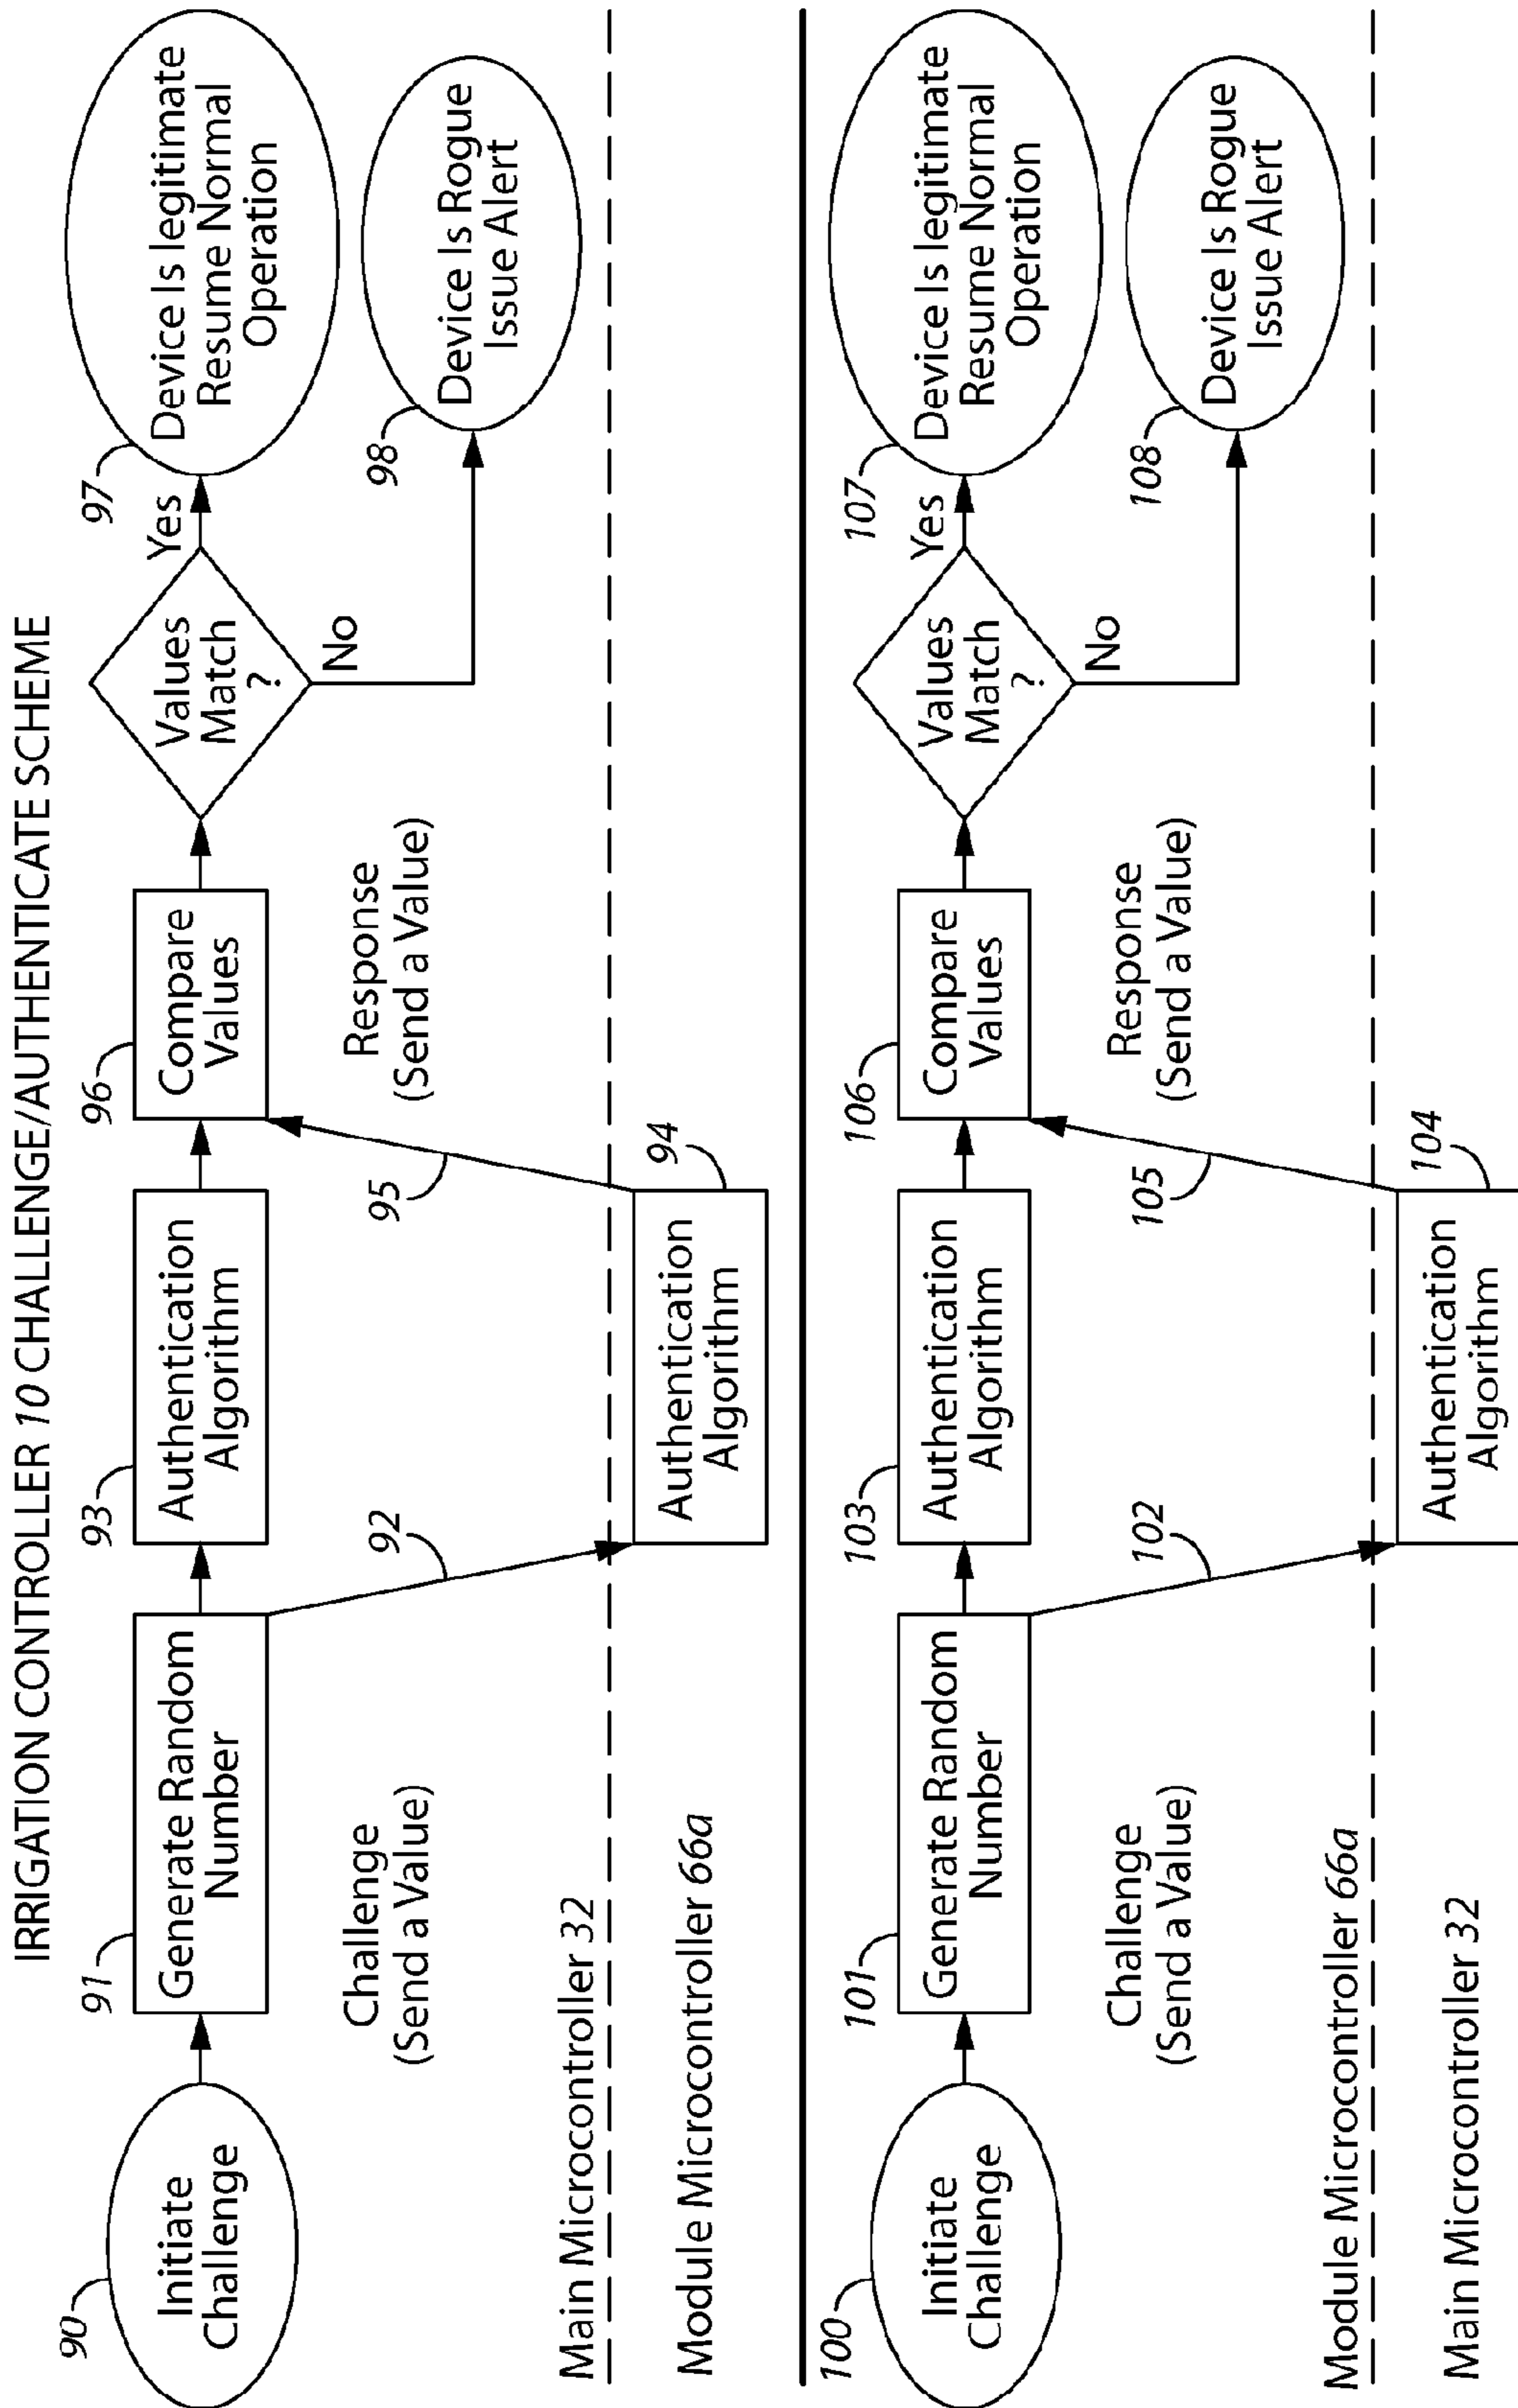 IRRIGATION CONTROLLER 10 CHALLENGE/AUTHENTICATE SCHEME
90
Initiate
Challenge
91
Generate Random
Number
93
Authentication
Algorithm
96
Compare
Values
Values
Match
?
Yes
97
Device Is legitimate
Resume Normal
Operation
No
98
Device Is Rogue
Issue Alert
Challenge
(Send a Value)
92
95
Response
(Send a Value)
Main Microcontroller 32
Module Microcontroller 66a
Authentication
Algorithm
94
100
Initiate
Challenge
101
Generate Random
Number
103
Authentication
Algorithm
106
Compare
Values
Values
Match
?
Yes
107
Device Is legitimate
Resume Normal
Operation
No
108
Device Is Rogue
Issue Alert
Challenge
(Send a Value)
102
105
Response
(Send a Value)
Module Microcontroller 66a
Main Microcontroller 32
Authentication
Algorithm
104